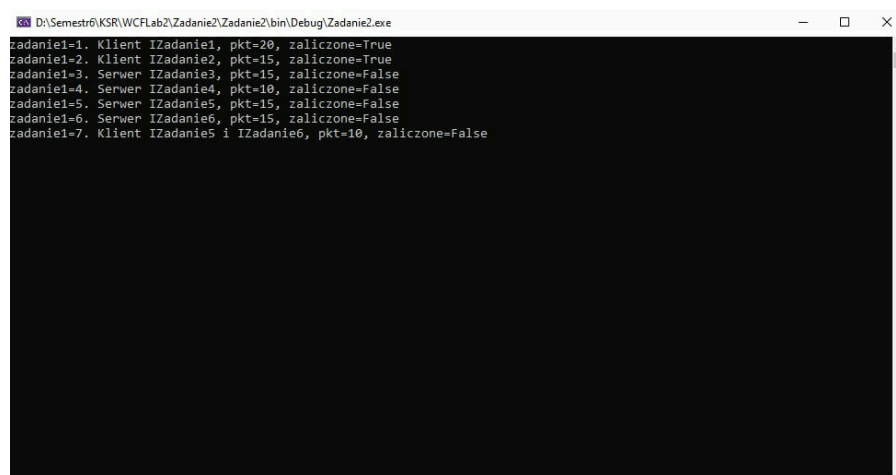 D:\Semestr6\KSR\WCFLab2\Zadanie2\Zadanie2\bin\Debug\Zadanie2.exe
zadanie1=1. Klient IZadanie1, pkt=20, zaliczone=True
zadanie1=2. Klient IZadanie2, pkt=15, zaliczone=True
zadanie1=3. Serwer IZadanie3, pkt=15, zaliczone=False
zadanie1=4. Serwer IZadanie4, pkt=10, zaliczone=False
zadanie1=5. Serwer IZadanie5, pkt=15, zaliczone=False
zadanie1=6. Serwer IZadanie6, pkt=15, zaliczone=False
zadanie1=7. Klient IZadanie5 i IZadanie6, pkt=10, zaliczone=False